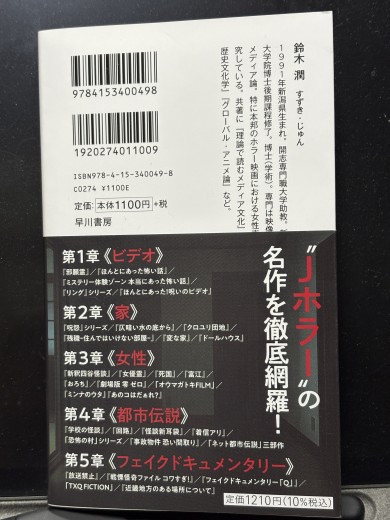 9784153400498
1920274011009
ISBN978-4-15-340049-8
C0274 ¥1100E
定価:本体1100円+税
早川書房
鈴木 潤 すずき・じゅん
1991年新潟県生まれ。開志専門職大学助教。
大学院博士後期課程修了。博士(学術)。専門は映像
メディア論。特に本邦のホラー映画における女性
究している。共著に『理論で読むメディア文化』
歴史文化学』『グローバル・アニメ論』など。
〝Jホラー〟の
名作を徹底網羅!
第1章《ビデオ》
『邪願霊』/『ほんとにあった怖い話』
『ミステリー体験ゾーン 本当にあった怖い話』/
『リング』シリーズ/『ほんとにあった!呪いのビデオ』
第2章《家》
『呪怨』シリーズ/『仄暗い水の底から』/『クロユリ団地』/
『残穢-住んではいけない部屋-』/『変な家』/『ドールハウス』
第3章《女性》
『新釈四谷怪談』/『女優霊』/『死国』/『富江』/
『おろち』/『劇場版 零 ゼロ』/『オウマガトキFILM』/
『ミンナのウタ』『あのコはだぁれ?』
第4章《都市伝説》
『学校の怪談』/『回路』/『怪談新耳袋』/『着信アリ』/
『恐怖の村』シリーズ/『事故物件 恐い間取り』/『ネット都市伝説』三部作
第5章《フェイクドキュメンタリー》
『放送禁止』/『戦慄怪奇ファイル コワすぎ!』/『フェイクドキュメンタリー「Q」』/
『TXQ FICTION』/『近畿地方のある場所について』
定価1210円(10%税込)